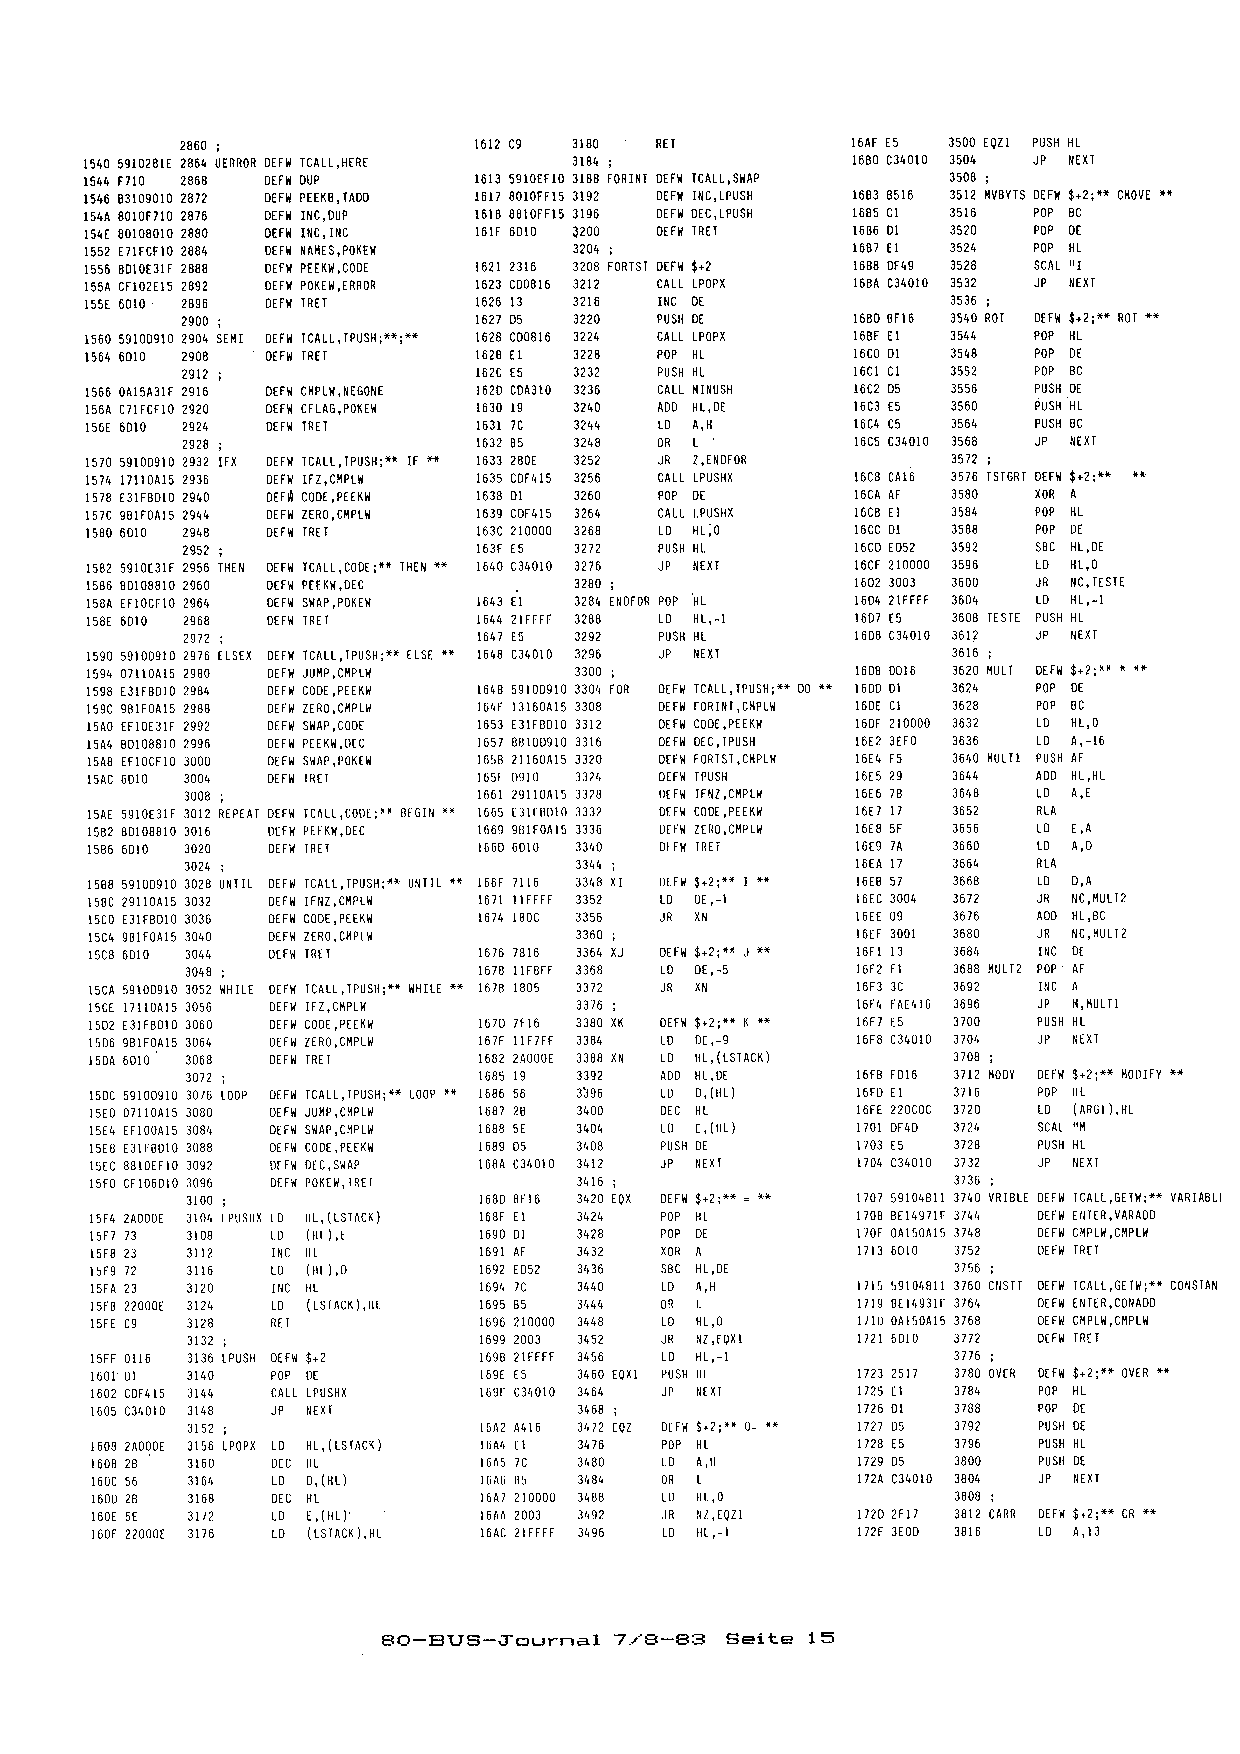 2860 ;
1540 5910281E 2864 UERROR DEFW TCALL,HERE
1544 F710 2868 DEFW DUP
1546 B3109010 2872 DEFW PEEKB,TADD
154A 8010F710 2876 DEFW INC,DUP
154E 80108010 2880 DEFW INC,INC
1552 E71FCF10 2884 DEFW NAMES,POKEW
1556 BD10E31F 2888 DEFW PEEKW,CODE
155A CF102E15 2892 DEFW POKEW,ERROR
155E 6D10 2896 DEFW TRET
2900 ;
1560 5910D910 2904 SEMI DEFW TCALL,TPUSH;**;**
1564 6D10 2908 DEFW TRET
2912 ;
1566 0A15A31F 2916 DEFW CMPLW,NEGONE
156A C71FCF10 2920 DEFW CFLAG,POKEW
156E 6D10 2924 DEFW TRET
2928 ;
1570 5910D910 2932 IFX DEFW TCALL,TPUSH;** IF **
1574 17110A15 2936 DEFW IFZ,CMPLW
1578 E31FBD10 2940 DEFW CODE,PEEKW
157C 9B1F0A15 2944 DEFW ZERO,CMPLW
1580 6D10 2948 DEFW TRET
2952 ;
1582 5910E31F 2956 THEN DEFW TCALL,CODE;** THEN **
1586 BD108810 2960 DEFW PEEKW,DEC
158A EF10CF10 2964 DEFW SWAP,POKEW
158E 6D10 2968 DEFW TRET
2972 ;
1590 5910D910 2976 ELSEX DEFW TCALL,TPUSH;** ELSE **
1594 07110A15 2980 DEFW JUMP,CMPLW
1598 E31FBD10 2984 DEFW CODE,PEEKW
159C 9B1F0A15 2988 DEFW ZERO,CMPLW
15A0 EF10E31F 2992 DEFW SWAP,CODE
15A4 BD108810 2996 DEFW PEEKW,DEC
15A8 EF10CF10 3000 DEFW SWAP,POKEW
15AC 6D10 3004 DEFW TRET
3008 ;
15AE 5910E31F 3012 REPEAT DEFW TCALL,CODE;** BEGIN **
15B2 BD108810 3016 DEFW PEEKW,DEC
15B6 6D10 3020 DEFW TRET
3024 ;
15B8 5910D910 3028 UNTIL DEFW TCALL,TPUSH;** UNTIL **
15BC 29110A15 3032 DEFW IFNZ,CMPLW
15C0 E31FBD10 3036 DEFW CODE,PEEKW
15C4 9B1F0A15 3040 DEFW ZERO,CMPLW
15C8 6D10 3044 DEFW TRET
3048 ;
15CA 5910D910 3052 WHILE DEFW TCALL,TPUSH;** WHILE **
15CE 17110A15 3056 DEFW IFZ,CMPLW
15D2 E31FBD10 3060 DEFW CODE,PEEKW
15D6 9B1F0A15 3064 DEFW ZERO,CMPLW
15DA 6D10 3068 DEFW TRET
3072 ;
15DC 5910D910 3076 LOOP DEFW TCALL,TPUSH;** LOOP **
15E0 07110A15 3080 DEFW JUMP,CMPLW
15E4 EF100A15 3084 DEFW SWAP,CMPLW
15E8 E31FBD10 3088 DEFW CODE,PEEKW
15EC 8810EF10 3092 DEFW DEC,SWAP
15F0 CF106D10 3096 DEFW POKEW,TRET
3100 ;
15F4 2A000E 3104 LPUSHX LD HL,(LSTACK)
15F7 73 3108 LD (HL),E
15F8 23 3112 INC HL
15F9 72 3116 LD (HL),D
15FA 23 3120 INC HL
15FB 22000E 3124 LD (LSTACK),HL
15FE C9 3128 RET
3132 ;
15FF 0116 3136 LPUSH DEFW $+2
1601 D1 3140 POP DE
1602 CDF415 3144 CALL LPUSHX
1605 C34010 3148 JP NEXT
3152 ;
1608 2A000E 3156 LPOPX LD HL,(LSTACK)
160B 2B 3160 DEC HL
160C 56 3164 LD D,(HL)
160D 2B 3168 DEC HL
160E 5E 3172 LD E,(HL)
160F 22000E 3176 LD (LSTACK),HL
1612 C9 3180 RET
3184 ;
1613 5910EF10 3188 FORINT DEFW TCALL,SWAP
1617 8010FF15 3192 DEFW INC,LPUSH
161B 8810FF15 3196 DEFW DEC,LPUSH
161F 6D10 3200 DEFW TRET
3204 ;
1621 2316 3208 FORTST DEFW $+2
1623 CD0816 3212 CALL LPOPX
1626 13 3216 INC DE
1627 D5 3220 PUSH DE
1628 CD0816 3224 CALL LPOPX
162B E1 3228 POP HL
162C E5 3232 PUSH HL
162D CDA310 3236 CALL MINUSH
1630 19 3240 ADD HL,DE
1631 7C 3244 LD A,H
1632 B5 3248 OR L
1633 280E 3252 JR Z,ENDFOR
1635 CDF415 3256 CALL LPUSHX
1638 D1 3260 POP DE
1639 CDF415 3264 CALL LPUSHX
163C 210000 3268 LD HL,0
163F E5 3272 PUSH HL
1640 C34010 3276 JP NEXT
3280 ;
1643 E1 3284 ENDFOR POP HL
1644 21FFFF 3288 LD HL,-1
1647 E5 3292 PUSH HL
1648 C34010 3296 JP NEXT
3300 ;
164B 5910D910 3304 FOR DEFW TCALL,TPUSH;** DO **
164F 13160A15 3308 DEFW FORINT,CMPLW
1653 E31FBD10 3312 DEFW CODE,PEEKW
1657 8810D910 3316 DEFW DEC,TPUSH
165B 21160A15 3320 DEFW FORTST,CMPLW
165F D910 3324 DEFW TPUSH
1661 29110A15 3328 DEFW IFNZ,CMPLW
1665 E31FBD10 3332 DEFW CODE,PEEKW
1669 9B1F0A15 3336 DEFW ZERO,CMPLW
166D 6D10 3340 DEFW TRET
3344 ;
166F 7116 3348 XI DEFW $+2;** I **
1671 11FFFF 3352 LD DE,-1
1674 180C 3356 JR XN
3360 ;
1676 7816 3364 XJ DEFW $+2;** J **
1678 11FBFF 3368 LD DE,-5
167B 1805 3372 JR XN
3376 ;
167D 7F16 3380 XK DEFW $+2;** K **
167F 11F7FF 3384 LD DE,-9
1682 2A000E 3388 XN LD HL,(LSTACK)
1685 19 3392 ADD HL,DE
1686 56 3396 LD D,(HL)
1687 2B 3400 DEC HL
1688 5E 3404 LD E,(HL)
1689 D5 3408 PUSH DE
168A C34010 3412 JP NEXT
3416 ;
168D 8F16 3420 EQX DEFW $+2;** = **
168F E1 3424 POP HL
1690 D1 3428 POP DE
1691 AF 3432 XOR A
1692 ED52 3436 SBC HL,DE
1694 7C 3440 LD A,H
1695 B5 3444 OR L
1696 210000 3448 LD HL,0
1699 2003 3452 JR NZ,EQX1
169B 21FFFF 3456 LD HL,-1
169E E5 3460 EQX1 PUSH HL
169F C34010 3464 JP NEXT
3468 ;
16A2 A416 3472 EQZ DEFW $+2;** 0= **
16A4 E1 3476 POP HL
16A5 7C 3480 LD A,H
16A6 B5 3484 OR L
16A7 210000 3488 LD HL,0
16AA 2003 3492 JR NZ,EQZ1
16AC 21FFFF 3496 LD HL,-1
16AF E5 3500 EQZ1 PUSH HL
16B0 C34010 3504 JP NEXT
3508 ;
16B3 B516 3512 MVBYTS DEFW $+2;** CMOVE **
16B5 C1 3516 POP BC
16B6 D1 3520 POP DE
16B7 E1 3524 POP HL
16B8 DF49 3528 SCAL "I
16BA C34010 3532 JP NEXT
3536 ;
16BD BF16 3540 ROT DEFW $+2;** ROT **
16BF E1 3544 POP HL
16C0 D1 3548 POP DE
16C1 C1 3552 POP BC
16C2 D5 3556 PUSH DE
16C3 E5 3560 PUSH HL
16C4 C5 3564 PUSH BC
16C5 C34010 3568 JP NEXT
3572 ;
16C8 CA16 3576 TSTGRT DEFW $+2;** **
16CA AF 3580 XOR A
16CB E1 3584 POP HL
16CC D1 3588 POP DE
16CD ED52 3592 SBC HL,DE
16CF 210000 3596 LD HL,0
16D2 3003 3600 JR NC,TESTE
16D4 21FFFF 3604 LD HL,-1
16D7 E5 3608 TESTE PUSH HL
16D8 C34010 3612 JP NEXT
3616 ;
16DB DD16 3620 MULT DEFW $+2;** * **
16DD D1 3624 POP DE
16DE C1 3628 POP BC
16DF 210000 3632 LD HL,0
16E2 3EF0 3636 LD A,-16
16E4 F5 3640 MULT1 PUSH AF
16E5 29 3644 ADD HL,HL
16E6 7B 3648 LD A,E
16E7 17 3652 RLA
16E8 5F 3656 LD E,A
16E9 7A 3660 LD A,D
16EA 17 3664 RLA
16EB 57 3668 LD D,A
16EC 3004 3672 JR NC,MULT2
16EE 09 3676 ADD HL,BC
16EF 3001 3680 JR NC,MULT2
16F1 13 3684 INC DE
16F2 F1 3688 MULT2 POP AF
16F3 3C 3692 INC A
16F4 FAE416 3696 JP M,MULT1
16F7 E5 3700 PUSH HL
16F8 C34010 3704 JP NEXT
3708 ;
16FB FD16 3712 MODY DEFW $+2;** MODIFY **
16FD E1 3716 POP HL
16FE 220C0C 3720 LD (ARG1),HL
1701 DF4D 3724 SCAL "M
1703 E5 3728 PUSH HL
1704 C34010 3732 JP NEXT
3736 ;
1707 59104B11 3740 VRIBLE DEFW TCALL,GETW;** VARIABLI
170B BE14971F 3744 DEFW ENTER,VARADD
170F 0A150A15 3748 DEFW CMPLW,CMPLW
1713 6D10 3752 DEFW TRET
3756 ;
1715 59104B11 3760 CNSTT DEFW TCALL,GETW;** CONSTAN
1719 BE14931F 3764 DEFW ENTER,CONADD
171D 0A150A15 3768 DEFW CMPLW,CMPLW
1721 6D10 3772 DEFW TRET
3776 ;
1723 2517 3780 OVER DEFW $+2;** OVER **
1725 E1 3784 POP HL
1726 D1 3788 POP DE
1727 D5 3792 PUSH DE
1728 E5 3796 PUSH HL
1729 D5 3800 PUSH DE
172A C34010 3804 JP NEXT
3808 ;
172D 2F17 3812 CARR DEFW $+2;** CR **
172F 3E0D 3816 LD A,13
80-BUS-Journal 7/8-83 Seite 15